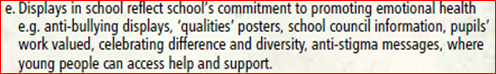 e. Displays in school reflect school's commitment to promoting emotional health
e.g. anti-bullying displays, 'qualities' posters, school council information, pupils'
work valued, celebrating difference and diversity, anti-stigma messages, where
young people can access help and support.